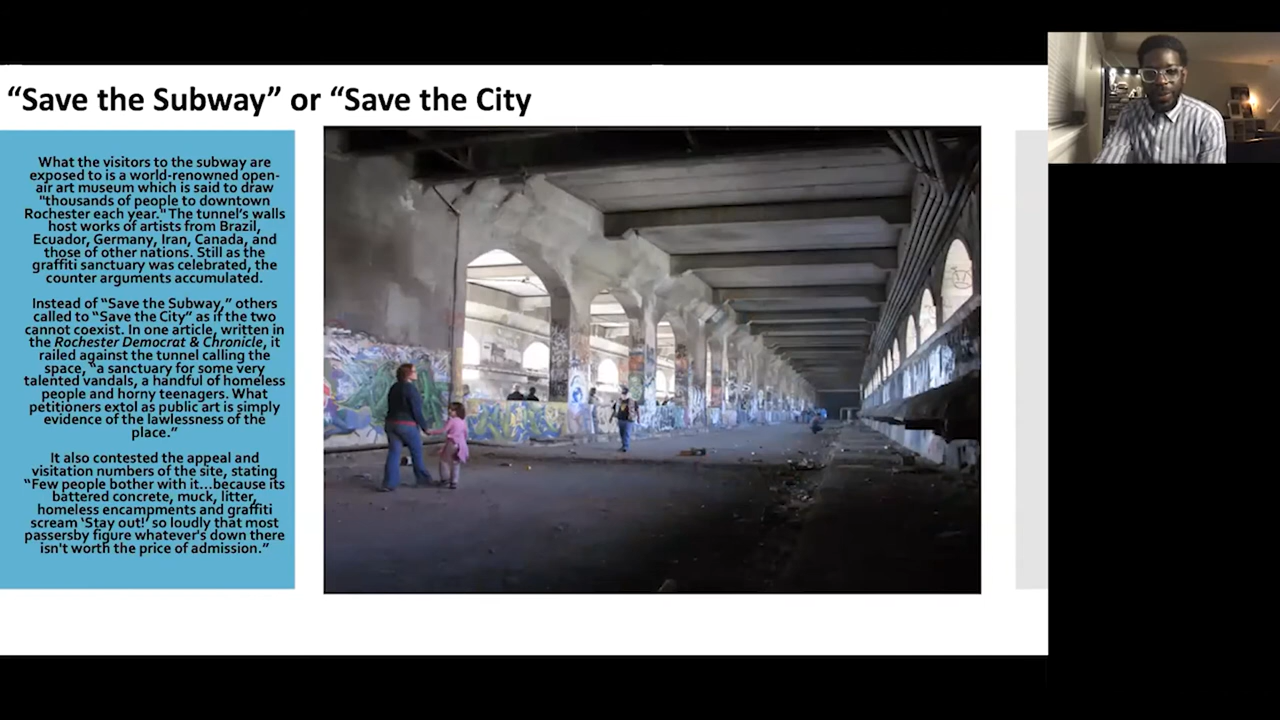 “Save the Subway” or “Save the City
What the visitors to the subway are
exposed to is a world-renowned open-
air art museum which is said to draw
"thousands of people to downtown
Rochester each year." The tunnel’s walls
host works of artists from Brazil,
Ecuador, Germany, Iran, Canada, and
those of other nations. Still as the
graffiti sanctuary was celebrated, the
counter arguments accumulated.
Instead of “Save the Subway,” others
called to “Save the City” as if the two
cannot coexist. In one article, written in
the Rochester Democrat & Chronicle, it
railed against the tunnel calling the
space, “a sanctuary for some very
talented vandals, a handful of homeless
people and horny teenagers. What
petitioners extol as public art is simply
evidence of the lawlessness of the
place.”
It also contested the appeal and
visitation numbers of the site, stating
“Few people bother with it…because its
battered concrete, muck, litter,
homeless encampments and graffiti
scream ‘Stay out!’ so loudly that most
passersby figure whatever's down there
isn't worth the price of admission.”